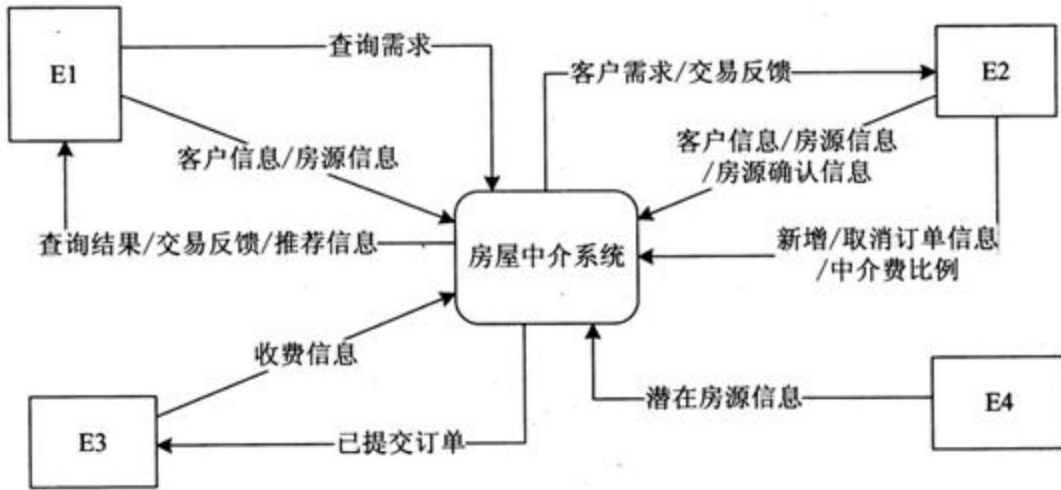 E1
查询需求
客户需求/交易反馈
E2
客户信息/房源信息
客户信息/房源信息
/房源确认信息
查询结果/交易反馈/推荐信息
房屋中介系统
新增/取消订单信息
/中介费比例
收费信息
潜在房源信息
E4
E3
已提交订单